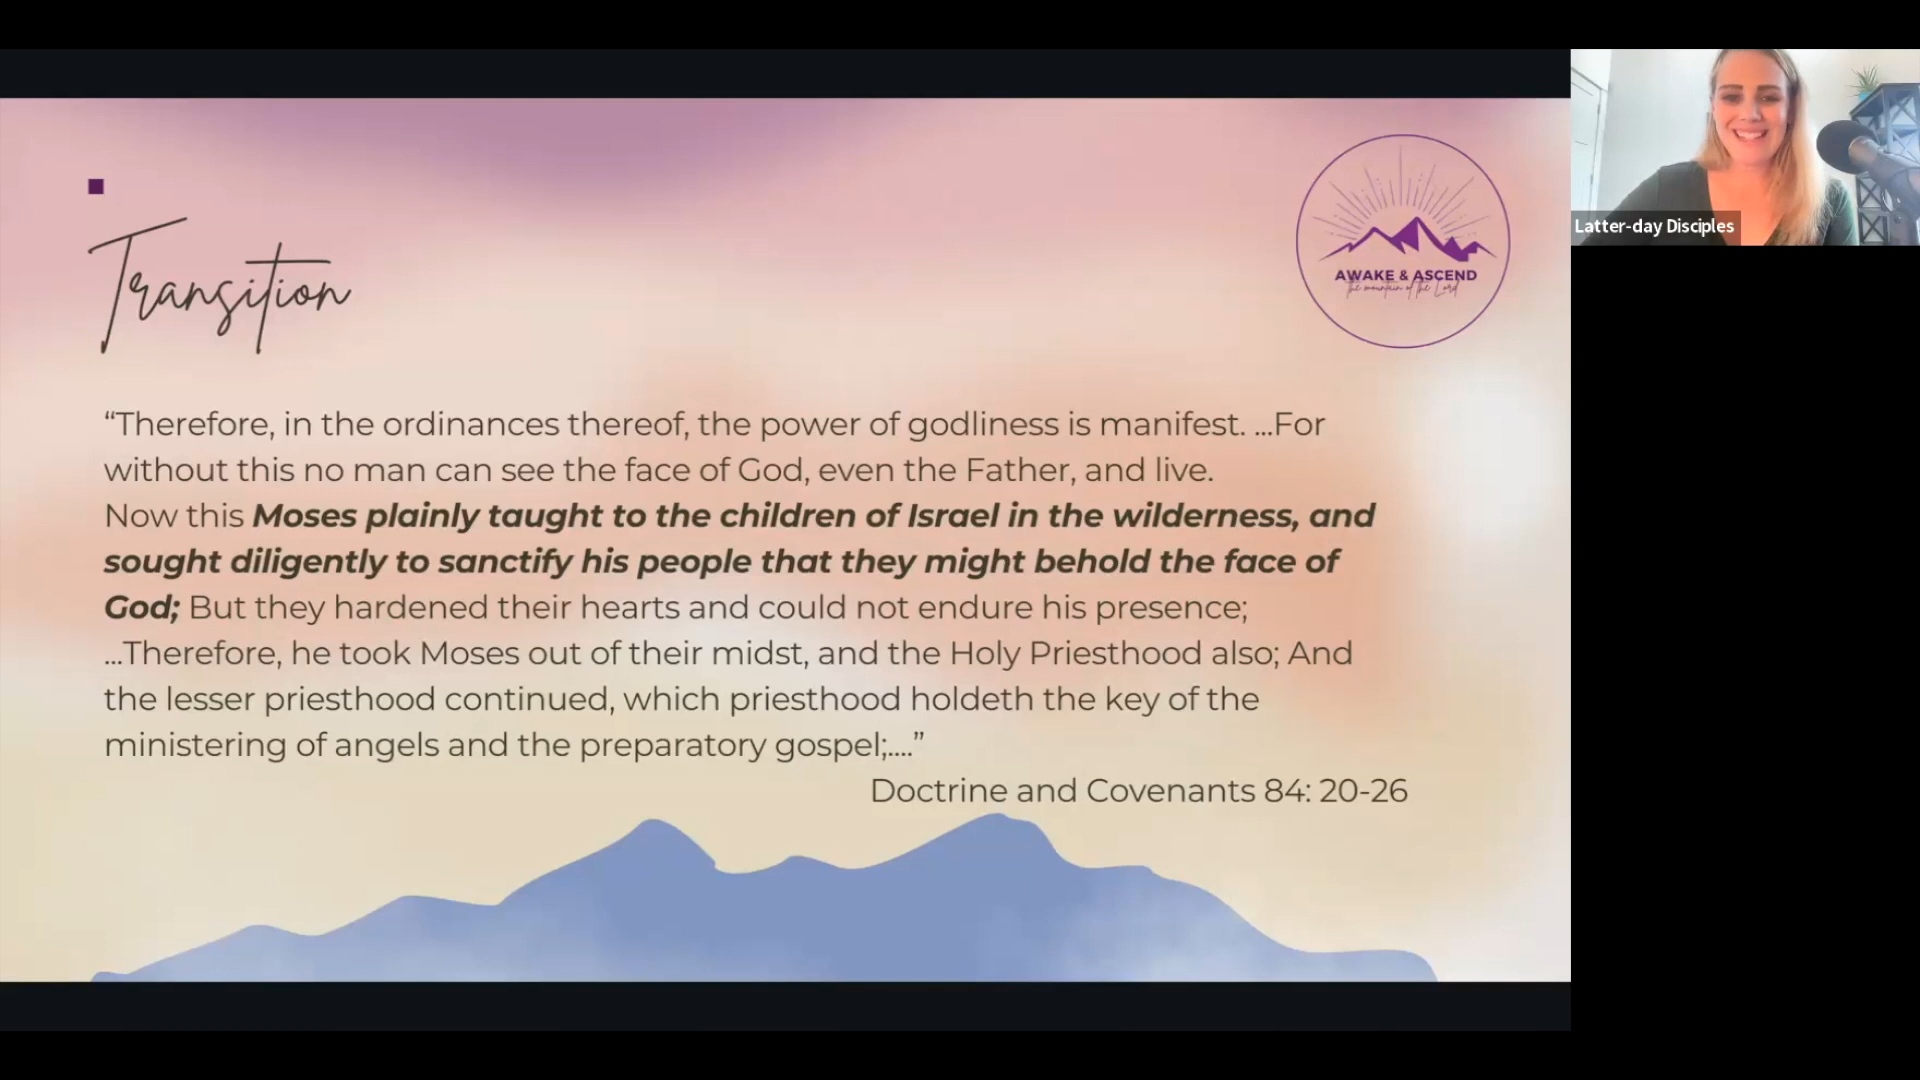 Transition
“Therefore, in the ordinances thereof, the power of godliness is manifest. ...For
without this no man can see the face of God, even the Father, and live.
Now this Moses plainly taught to the children of Israel in the wilderness, and
sought diligently to sanctify his people that they might behold the face of
God; But they hardened their hearts and could not endure his presence;
...Therefore, he took Moses out of their midst, and the Holy Priesthood also; And
the lesser priesthood continued, which priesthood holdeth the key of the
ministering of angels and the preparatory gospel;....”
Doctrine and Covenants 84: 20-26
AWAKE & ASCEND
The mountain of the Lord
Latter-day Disciples